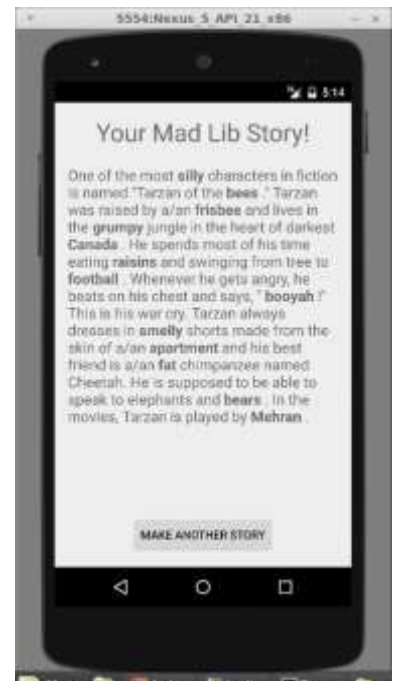 5554:Nexus_5_API_21_x86
5:14
Your Mad Lib Story!
One of the most silly characters in fiction
is named "Tarzan of the bees ." Tarzan
was raised by a/an frisbee and lives in
the grumpy jungle in the heart of darkest
Canada . He spends most of his time
eating raisins and swinging from tree to
football . Whenever he gets angry, he
beats on his chest and says, " booyah !"
This is his war cry. Tarzan always
dresses in smelly shorts made from the
skin of a/an apartment and his best
friend is a/an fat chimpanzee named
Cheetah. He is supposed to be able to
speak to elephants and bears . In the
movies, Tarzan is played by Mehran .
MAKE ANOTHER STORY